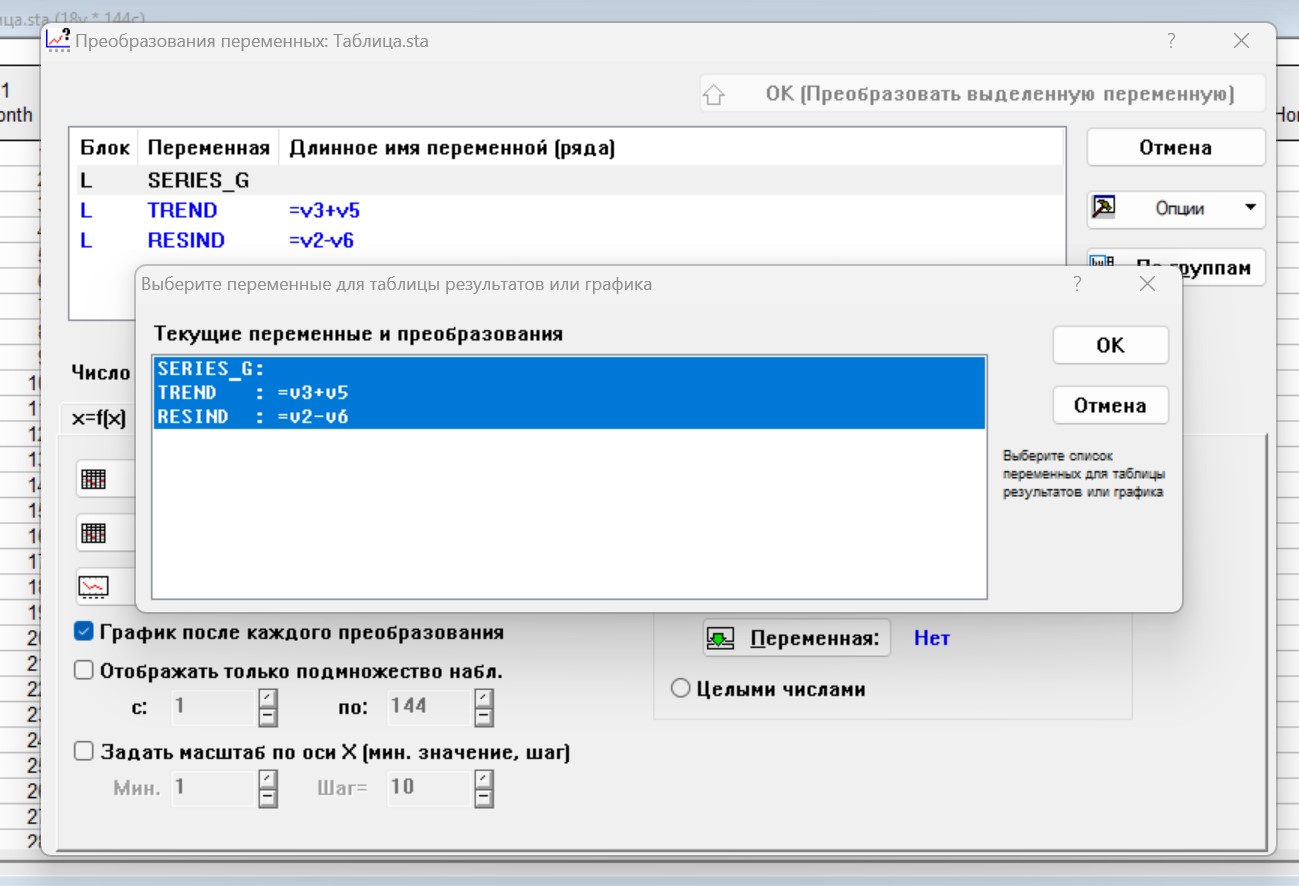 ица.sta (18v * 144c)
Преобразования переменных: Таблица.sta
?
1
onth
OK (Преобразовать выделенную переменную)
Блок Переменная Длинное имя переменной (ряда)
L SERIES_G
L TREND =v3+v5
L RESIND =v2-v6
Отмена
Опции
По группам
Выберите переменные для таблицы результатов или графика
?
Текущие переменные и преобразования
SERIES_G:
TREND : =v3+v5
RESIND : =v2-v6
OK
Отмена
Выберите список
переменных для таблицы
результатов или графика
Число
x=f(x)
График после каждого преобразования
Отображать только подмножество набл.
с: 1 по: 144
Задать масштаб по оси X (мин. значение, шаг)
Мин. 1 Шаг= 10
Переменная: Нет
Целыми числами